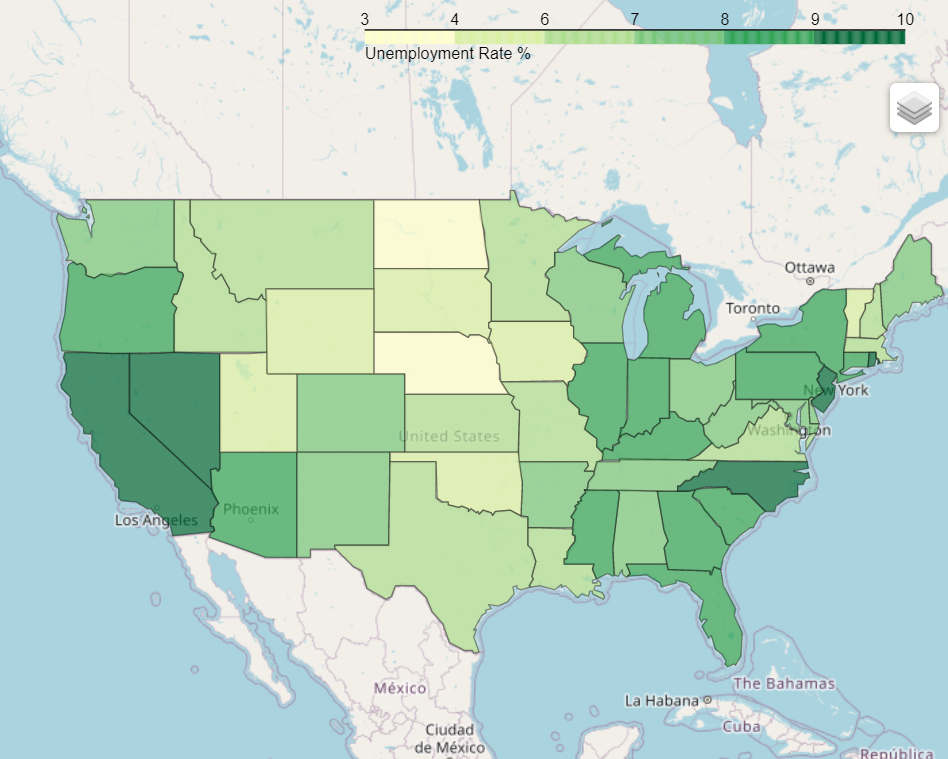 3 4 6 7 8 9 10
Unemployment Rate %
Ottawa
Toronto
New York
Washington
United States
Phoenix
Los Angeles
México
The Bahamas
La Habana
Cuba
Ciudad
de México
República